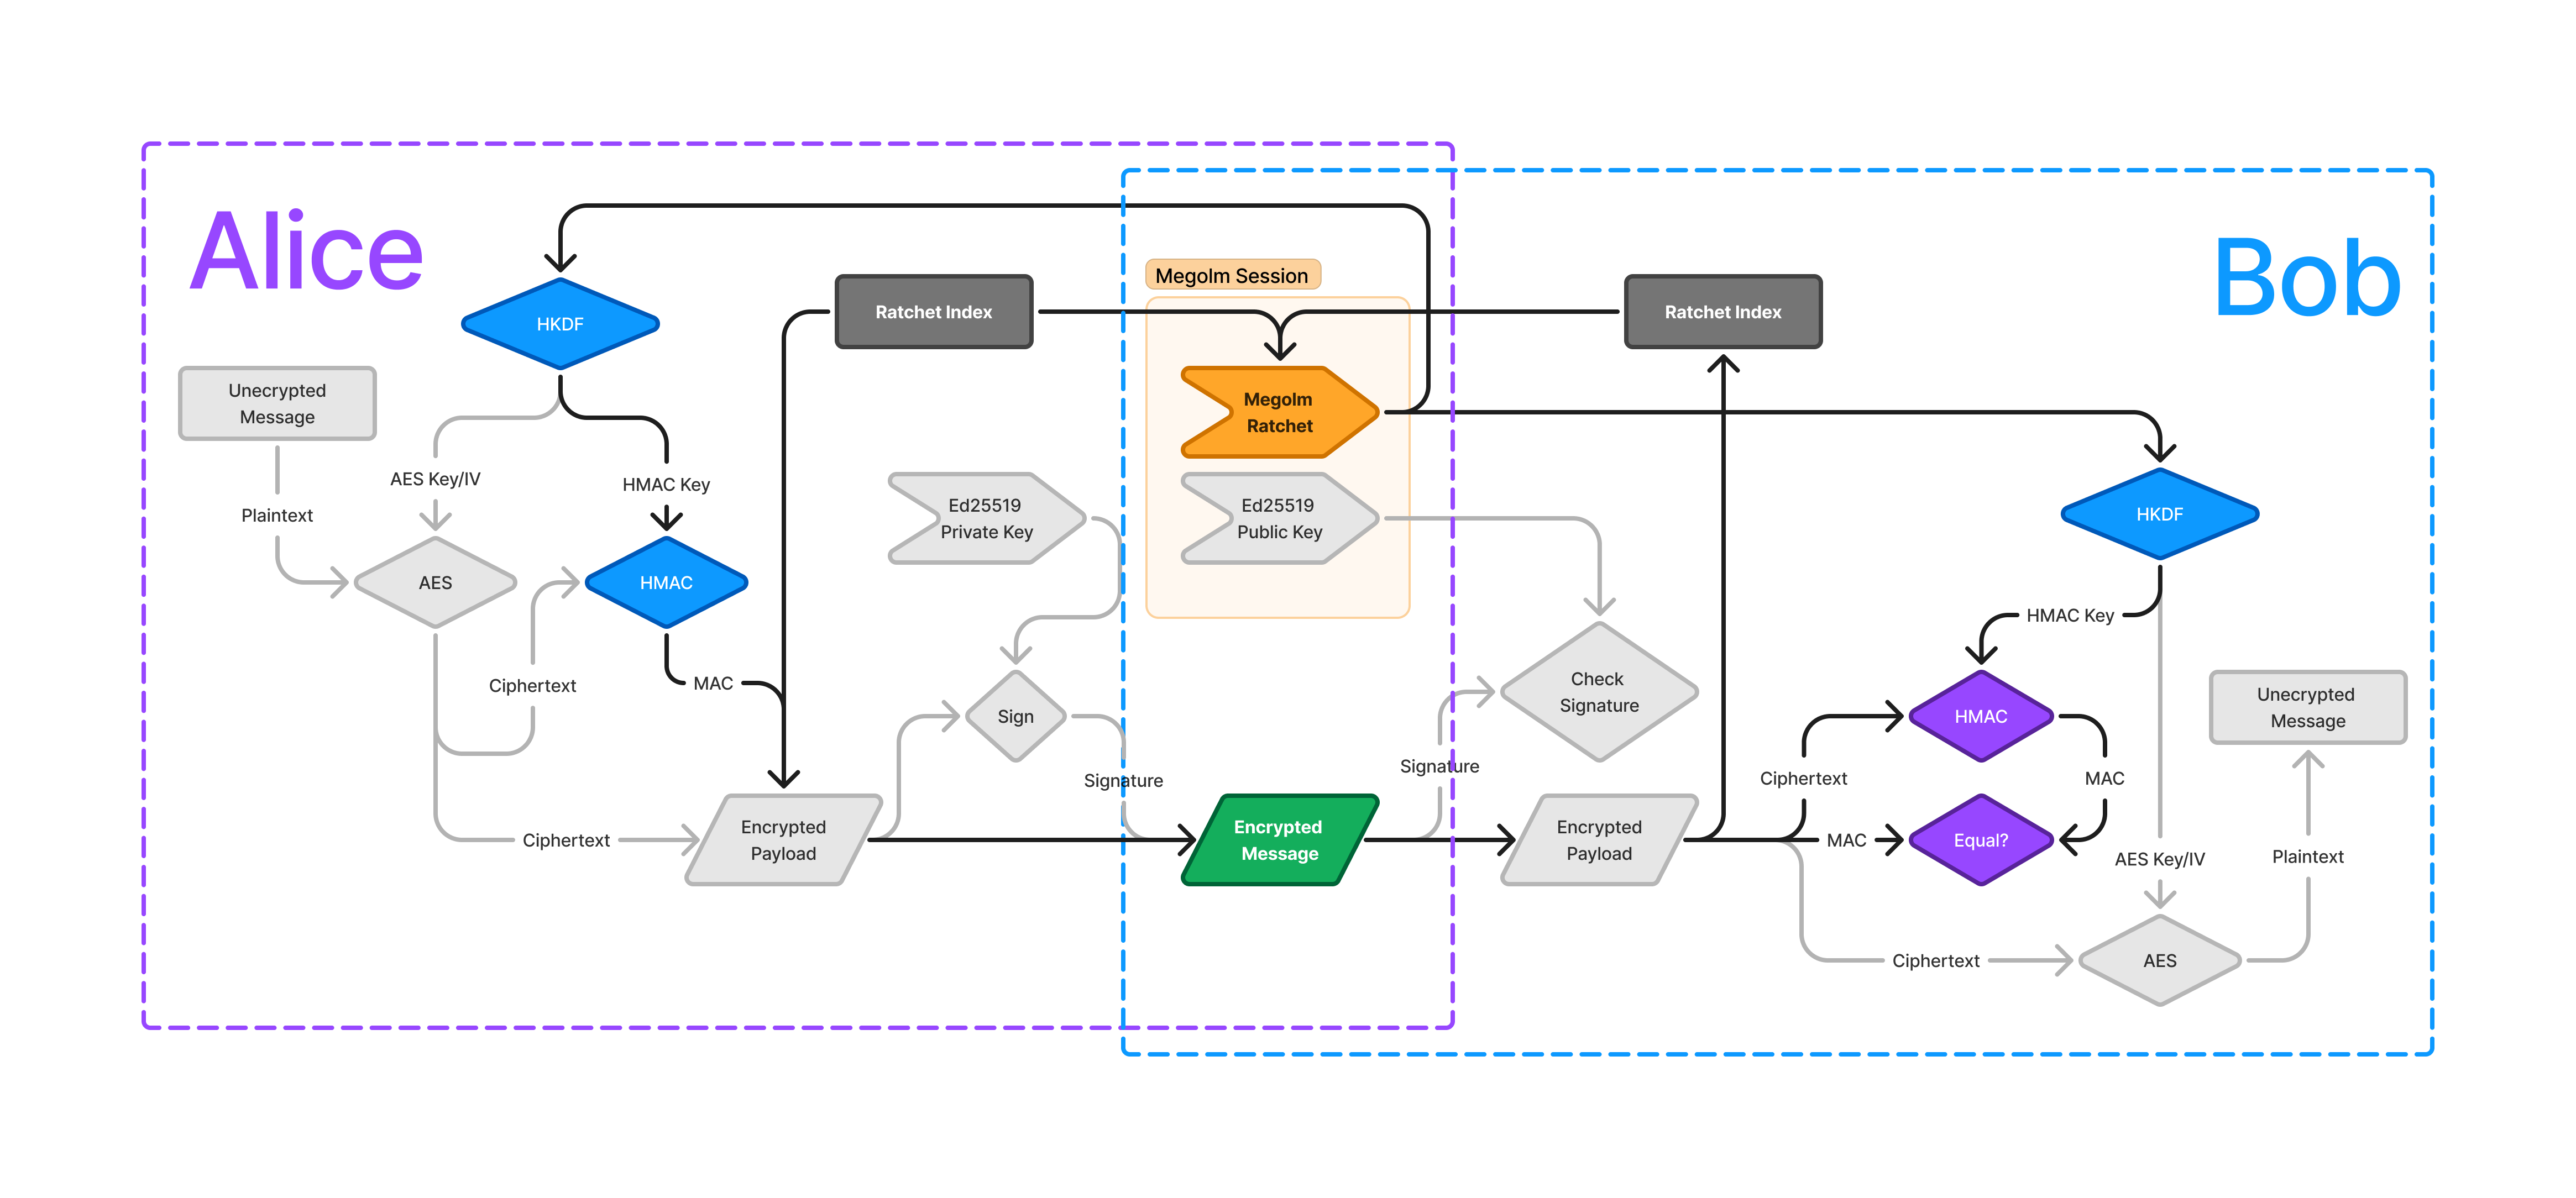 Alice
Bob
Megolm Session
HKDF
Ratchet Index
Ratchet Index
Unecrypted
Message
Megolm
Ratchet
AES Key/IV
HMAC Key
Plaintext
Ed25519
Private Key
Ed25519
Public Key
HKDF
AES
HMAC
HMAC Key
Ciphertext
MAC
Sign
Check
Signature
HMAC
Unecrypted
Message
Signature
Signature
Ciphertext
MAC
Ciphertext
Encrypted
Payload
Encrypted
Message
Encrypted
Payload
MAC
Equal?
AES Key/IV
Plaintext
Ciphertext
AES